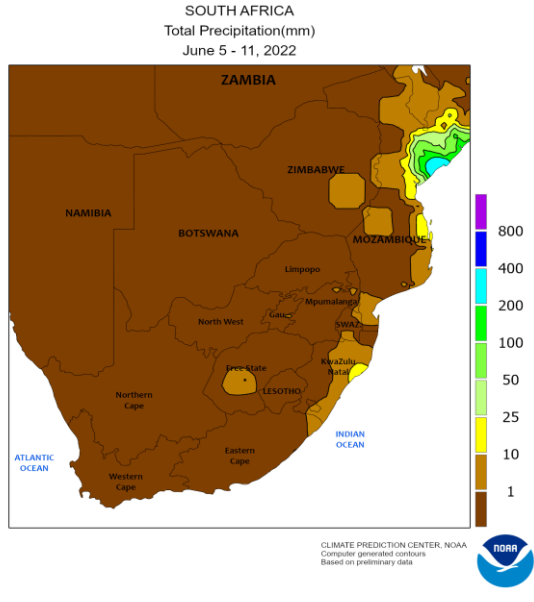 SOUTH AFRICA
Total Precipitation(mm)
June 5 - 11, 2022
ZAMBIA
ZIMBABWE
NAMIBIA
BOTSWANA
MOZAMBIQUE
Limpopo
Mpumalanga
Gau
North West
SWAZ.
KwaZulu
Natal
Free State
LESOTHO
Northern
Cape
Eastern
Cape
Western
Cape
ATLANTIC
OCEAN
INDIAN
OCEAN
800
400
200
100
50
25
10
1
CLIMATE PREDICTION CENTER, NOAA
Computer generated contours
Based on preliminary data
NOAA